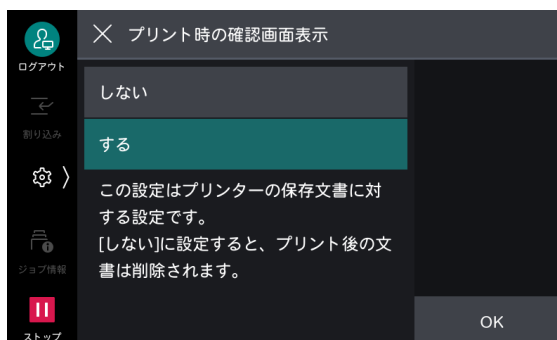 プリント時の確認画面表示
ログアウト
しない
割り込み
する
この設定はプリンターの保存文書に対
する設定です。
[しない]に設定すると、プリント後の文
書は削除されます。
ジョブ情報
ストップ
OK